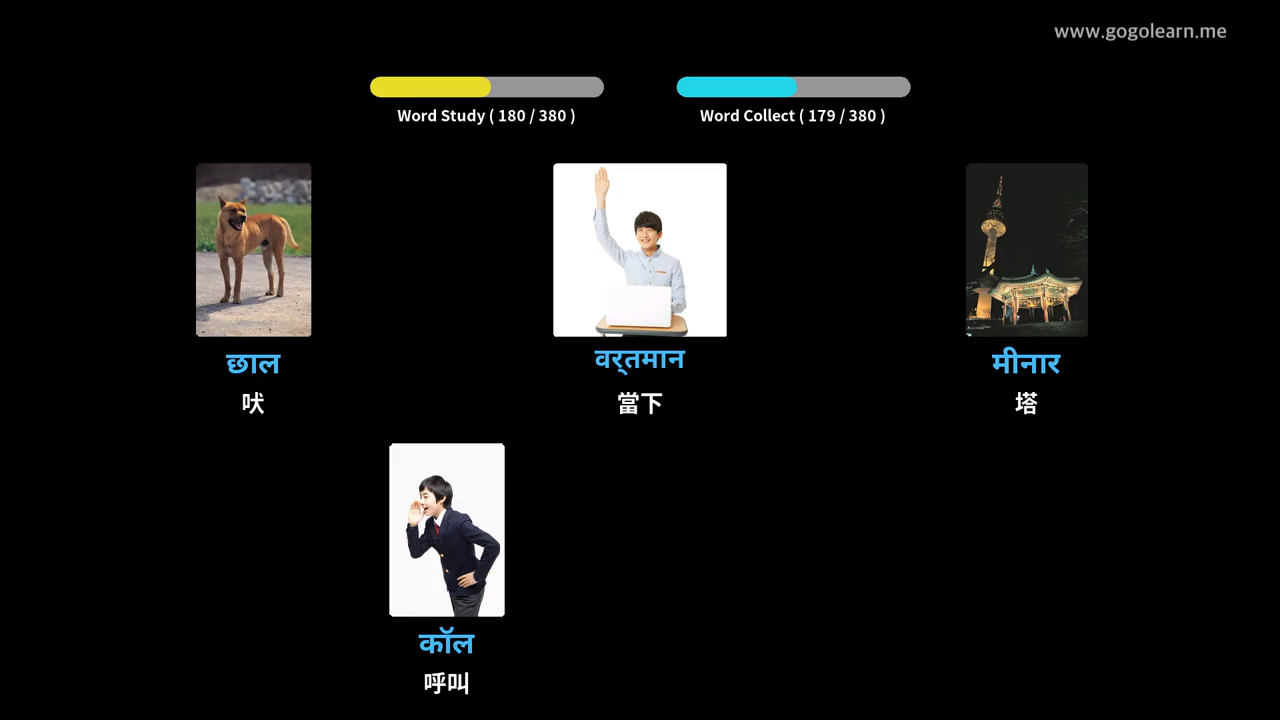 www.gogolearn.me
Word Study ( 180 / 380 )
Word Collect ( 179 / 380 )
छाल
वर्तमान
मीनार
吠
當下
塔
कॉल
呼叫